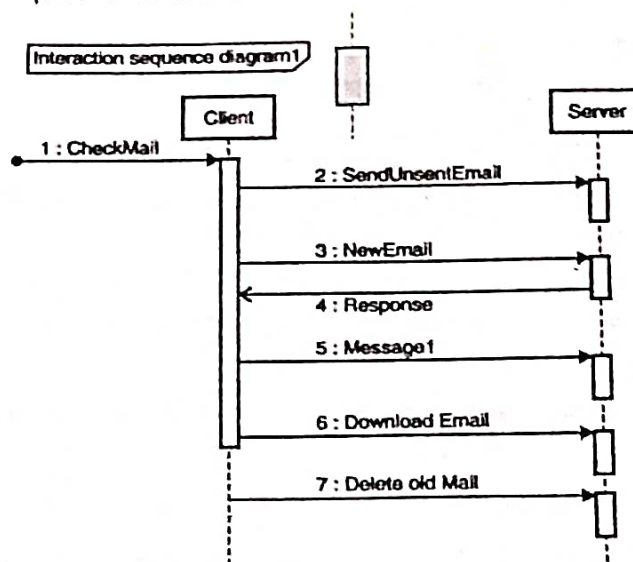 Interaction sequence diagram1
Client
Server
1 : CheckMail
2 : SendUnsentEmail
3 : NewEmail
4 : Response
5 : Message1
6 : Download Email
7 : Delete old Mail